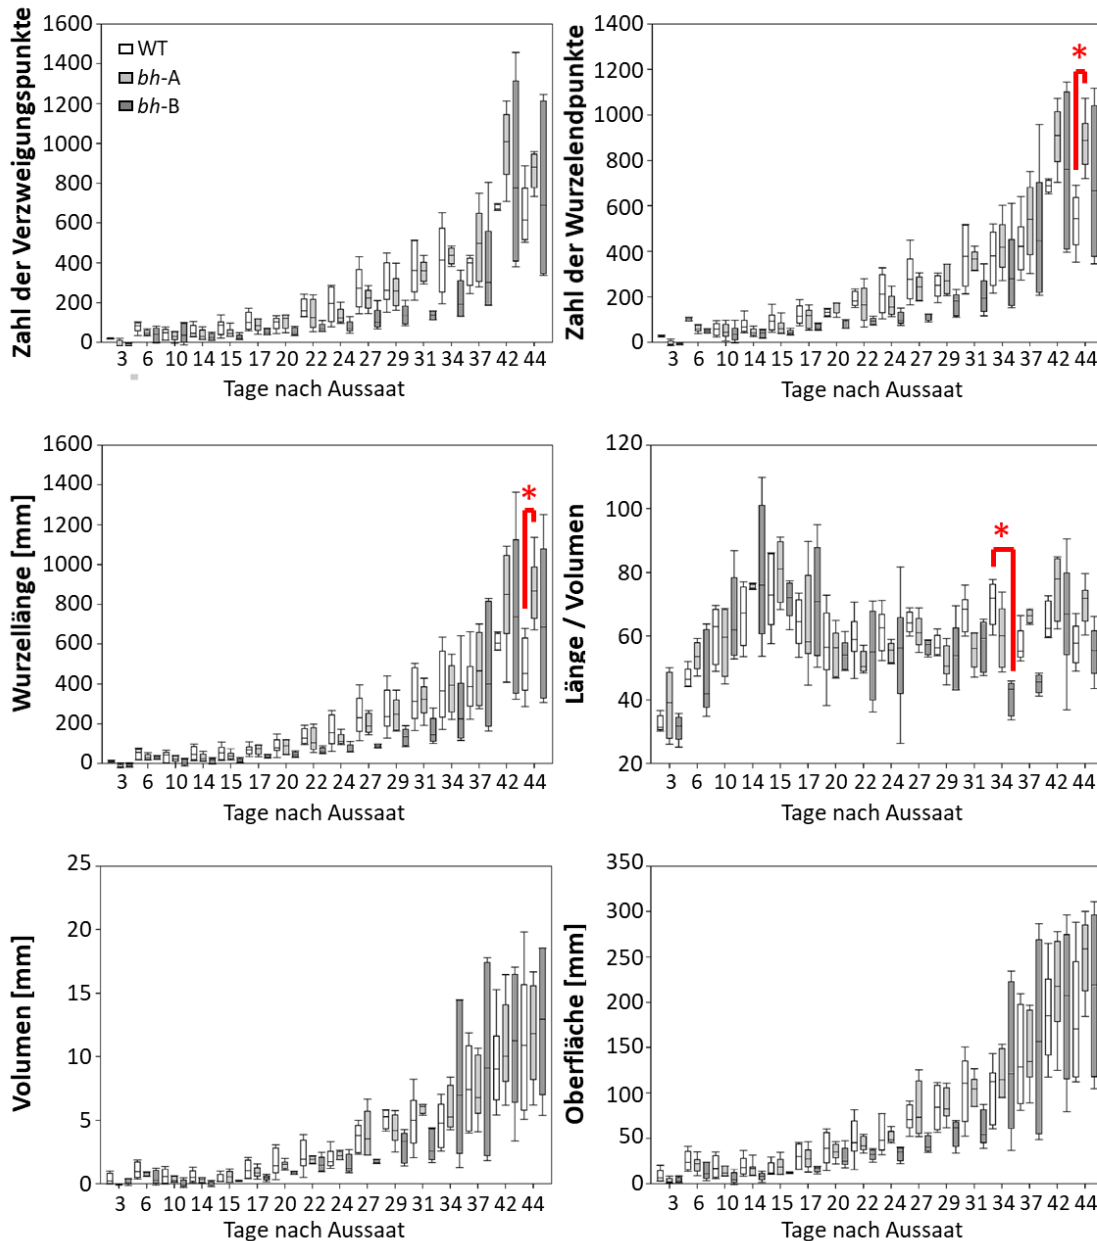 Zahl der Verzweigungspunkte
1600
1400
1200
1000
800
600
400
200
0
WT
bh-A
bh-B
3 6 10 14 17 20 22 24 27 29 31 34 37 42 44
Tage nach Aussaat
Zahl der Wurzelendpunkte
1400
1200
1000
800
600
400
200
0
*
3 6 10 14 17 20 22 24 27 29 31 34 37 42 44
Tage nach Aussaat
Wurzellänge [mm]
1600
1400
1200
1000
800
600
400
200
0
*
3 6 10 14 15 17 20 22 24 27 29 31 34 37 42 44
Tage nach Aussaat
Länge / Volumen
120
100
80
60
40
20
*
3 6 10 14 15 17 20 22 24 27 29 31 34 37 42 44
Tage nach Aussaat
Volumen [mm]
25
20
15
10
5
0
3 6 10 14 17 20 22 24 27 29 31 34 37 42 44
Tage nach Aussaat
Oberfläche [mm]
350
300
250
200
150
100
50
0
3 6 10 14 17 20 22 24 27 29 31 34 37 42 44
Tage nach Aussaat